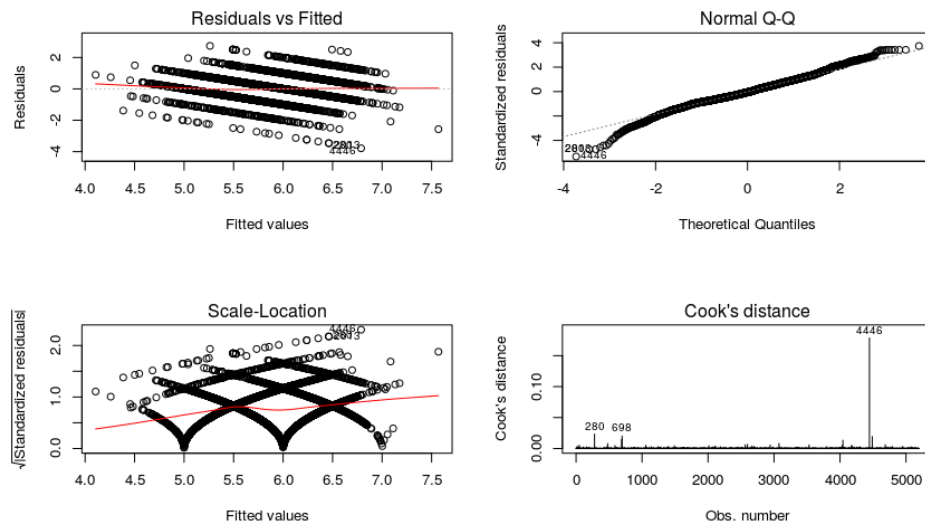 Residuals vs Fitted
Residuals
2
0
-2
-4
4.0 4.5 5.0 5.5 6.0 6.5 7.0 7.5
Fitted values
4446
Normal Q-Q
Standardized residuals
4
2
0
-4
-4 -2 0 2
Theoretical Quantiles
4446
Scale-Location
√|Standardized residuals|
2.0
1.0
0.0
4.0 4.5 5.0 5.5 6.0 6.5 7.0 7.5
Fitted values
4446
Cook's distance
Cook's distance
0.10
0.00
280 698 4446
0 1000 2000 3000 4000 5000
Obs. number